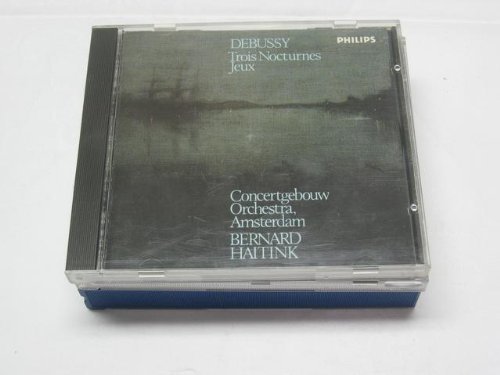 DEBUSSY
Trois Nocturnes
Jeux
PHILIPS
Concertgebouw
Orchestra,
Amsterdam
BERNARD
HAITINK